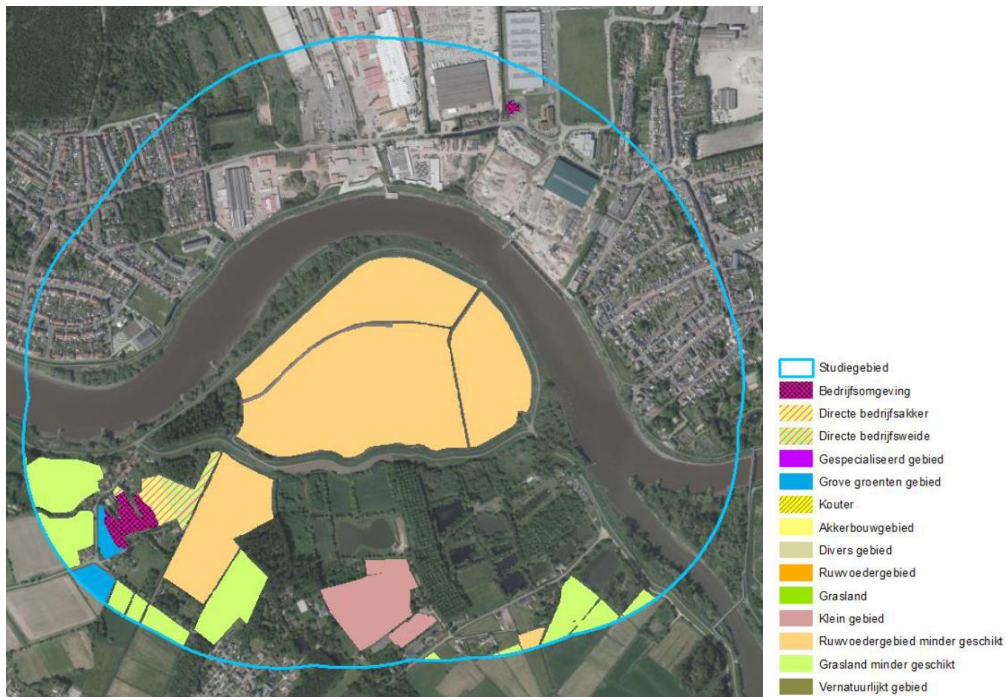 Studiegebied
Bedrijfsomgeving
Directe bedrijfsakker
Directe bedrijfsweide
Gespecialiseerd gebied
Grove groenten gebied
Kouter
Akkerbouwgebied
Divers gebied
Ruwvoedergebied
Grasland
Klein gebied
Ruwvoedergebied minder geschikt
Grasland minder geschikt
Vernatuurlijkt gebied